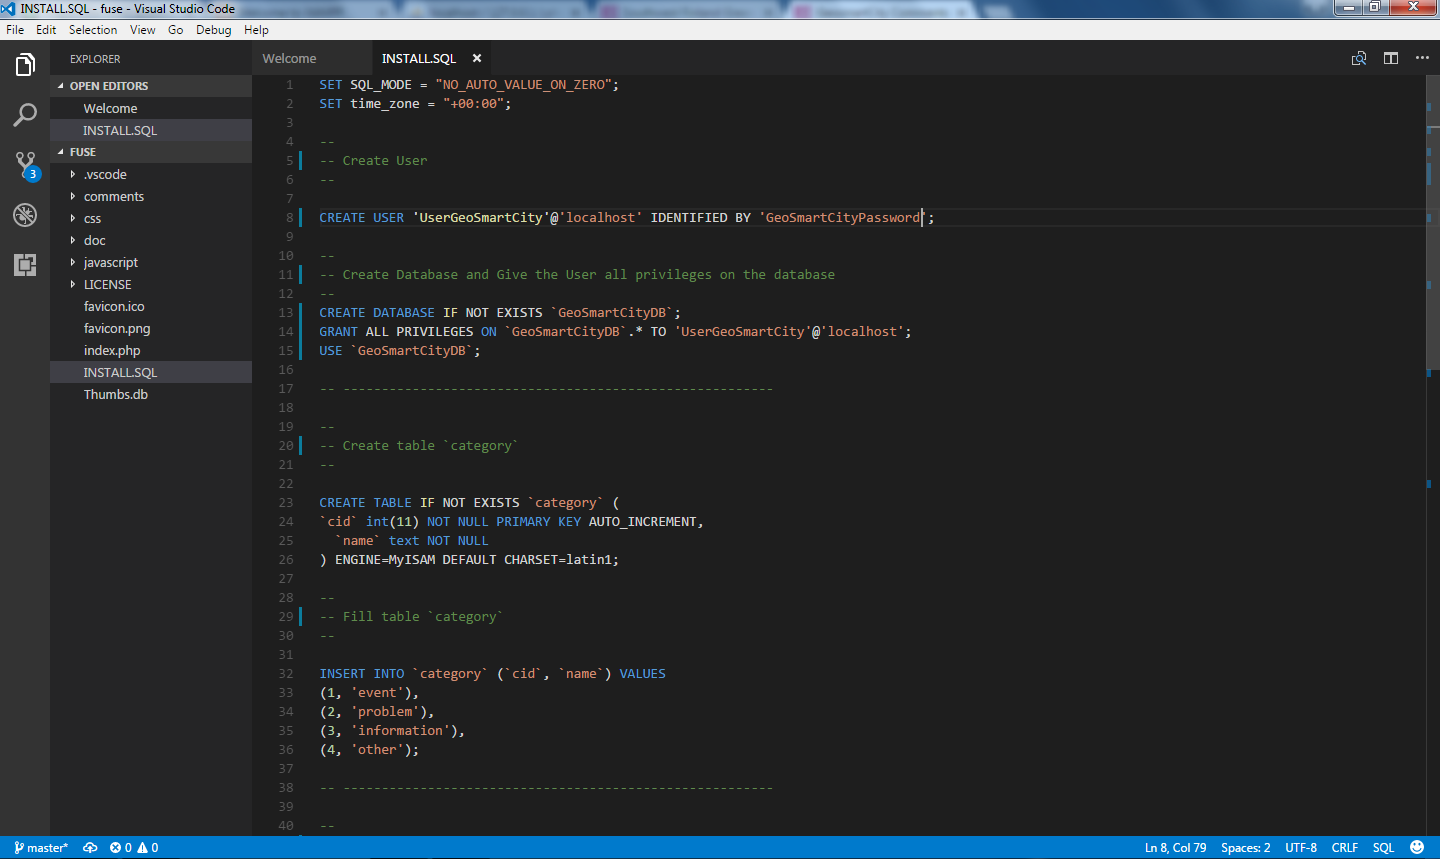 INSTALL.SQL - fuse - Visual Studio Code
File Edit Selection View Go Debug Help
EXPLORER
OPEN EDITORS
Welcome
INSTALL.SQL
FUSE
.vscode
comments
css
doc
javascript
LICENSE
favicon.ico
favicon.png
index.php
INSTALL.SQL
Thumbs.db
3
Welcome INSTALL.SQL ×
1 SET SQL_MODE = "NO_AUTO_VALUE_ON_ZERO";
2 SET time_zone = "+00:00";
3
4 --
5 -- Create User
6 --
7
8 CREATE USER 'UserGeoSmartCity'@'localhost' IDENTIFIED BY 'GeoSmartCityPassword';
9
10 --
11 -- Create Database and Give the User all privileges on the database
12 --
13 CREATE DATABASE IF NOT EXISTS `GeoSmartCityDB`;
14 GRANT ALL PRIVILEGES ON `GeoSmartCityDB`.* TO 'UserGeoSmartCity'@'localhost';
15 USE `GeoSmartCityDB`;
16
17 -- --------------------------------------------------------
18
19 --
20 -- Create table `category`
21 --
22
23 CREATE TABLE IF NOT EXISTS `category` (
24 `cid` int(11) NOT NULL PRIMARY KEY AUTO_INCREMENT,
25   `name` text NOT NULL
26 ) ENGINE=MyISAM DEFAULT CHARSET=latin1;
27
28 --
29 -- Fill table `category`
30 --
31
32 INSERT INTO `category` (`cid`, `name`) VALUES
33 (1, 'event'),
34 (2, 'problem'),
35 (3, 'information'),
36 (4, 'other');
37
38 -- --------------------------------------------------------
39
40 --
master* 0 0 Ln 8, Col 79 Spaces: 2 UTF-8 CRLF SQL